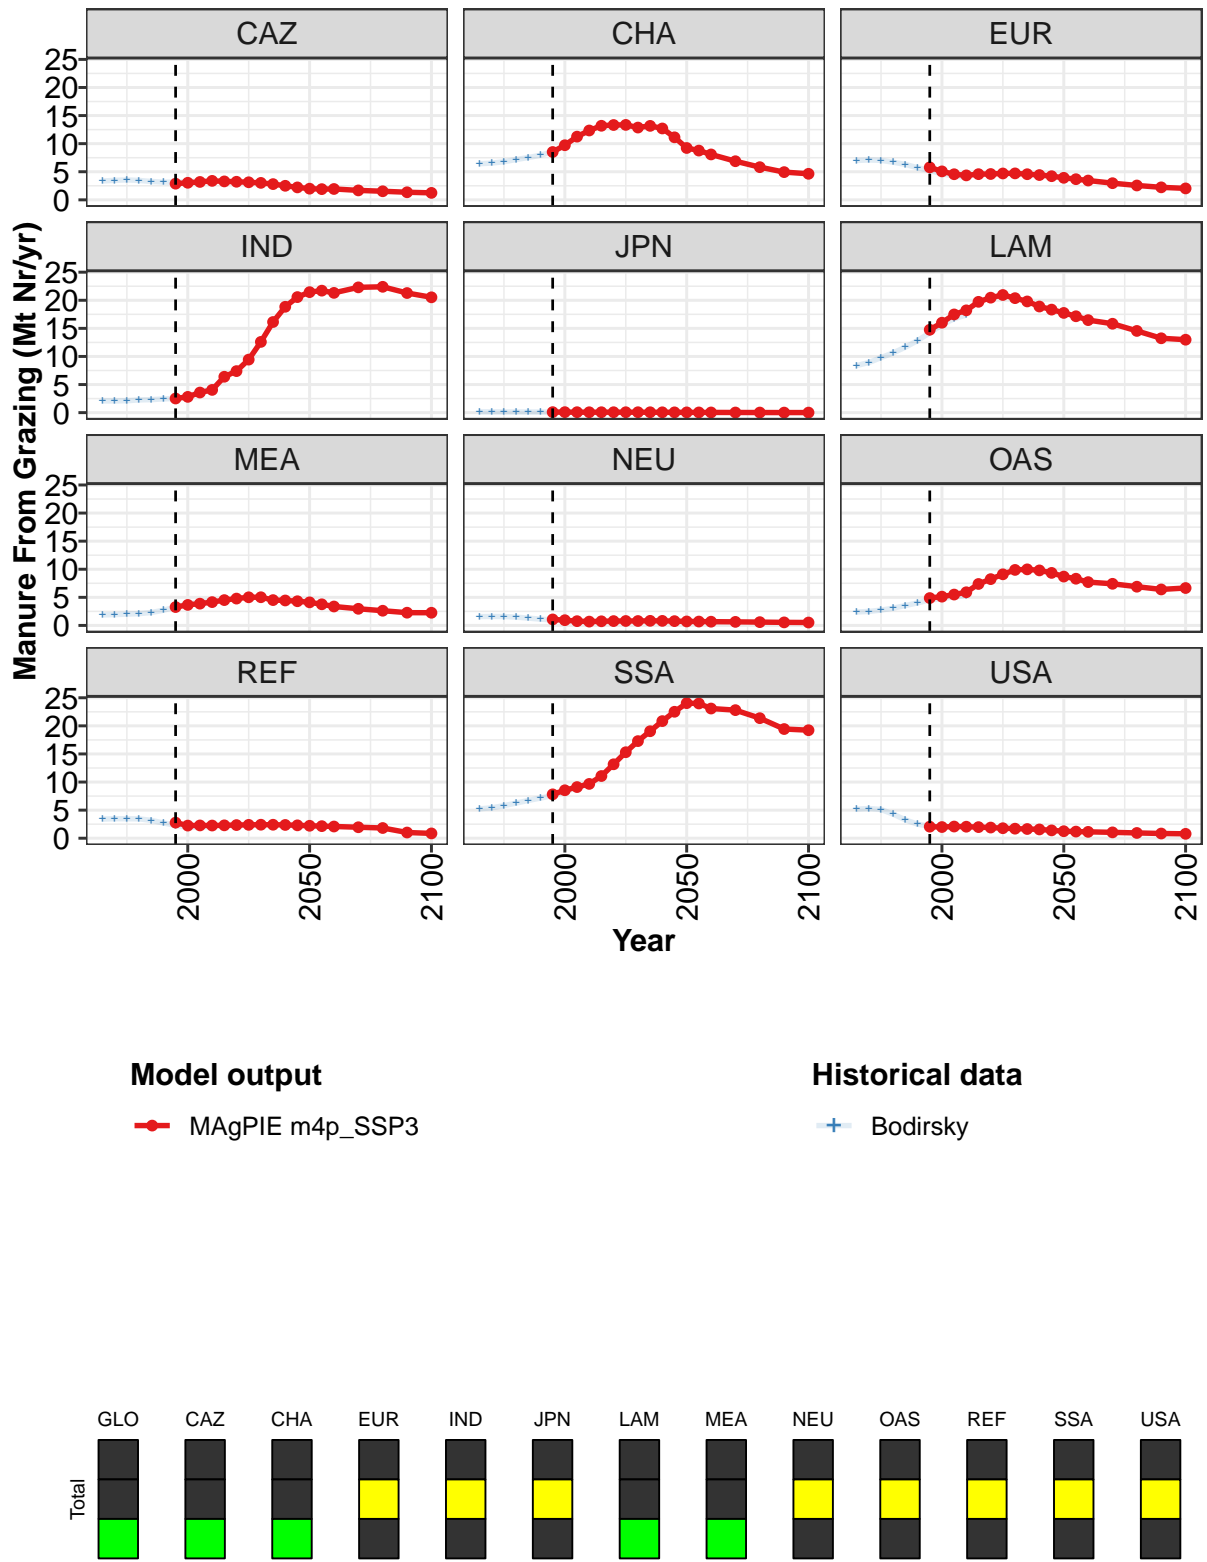 CAZ CHA EUR
25
20
15
10
5
0
IND JPN LAM
25
20
15
10
5
0
MEA NEU OAS
25
20
15
10
5
0
REF SSA USA
25
20
15
10
5
0
Manure From Grazing (Mt Nr/yr)
2000 2050 2100 2000 2050 2100 2000 2050 2100
Year
Model output
MAgPIE m4p_SSP3
Historical data
Bodirsky
GLO CAZ CHA EUR IND JPN LAM MEA NEU OAS REF SSA USA
Total